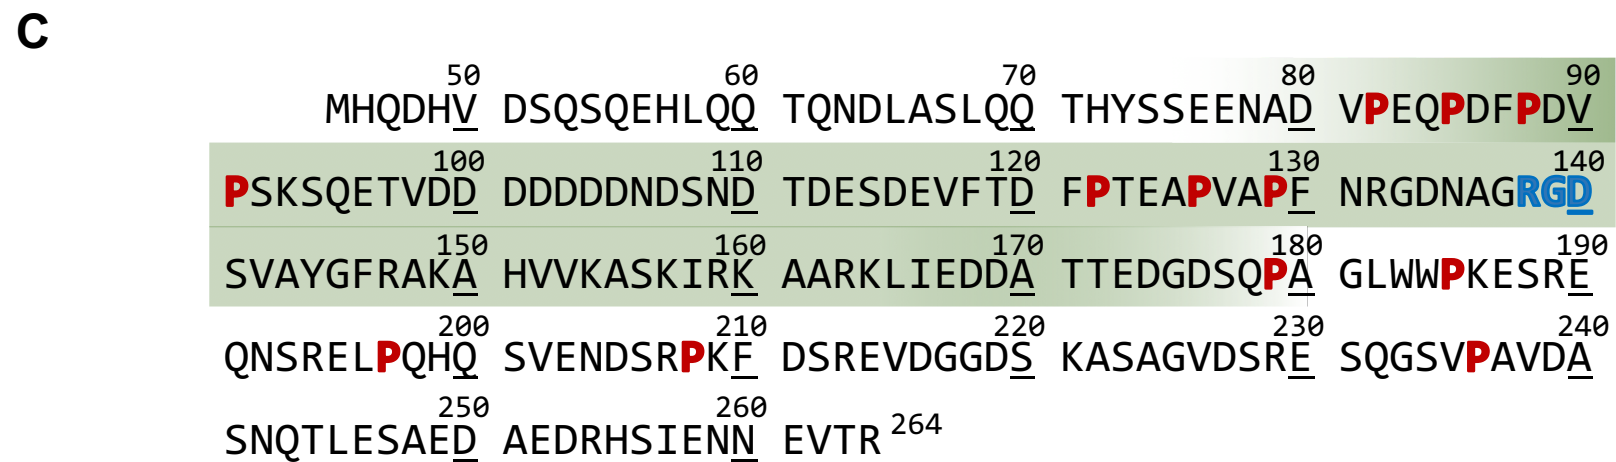 C
50 60 70 80 90
MHQDHV DSQSQEHLQQ TQNDLASLQQ THYSSEENAD VPEQPDFPDV
100 110 120 130 140
PSKSQETVDD DDDDDNDSND TDESDEVFTD FPTEAPVAPF NRGDNAGRGD
150 160 170 180 190
SVAYGFRAKA HVVKASKIRK AARKLIEDDA TTEDGDSQPA GLWWPKESRE
200 210 220 230 240
QNSRELPQHQ SVENDSRPKF DSREVDGGDS KASAGVDSRE SQGSVPAVDA
250 260
SNQTLESAED AEDRHSIENN EVTR 264